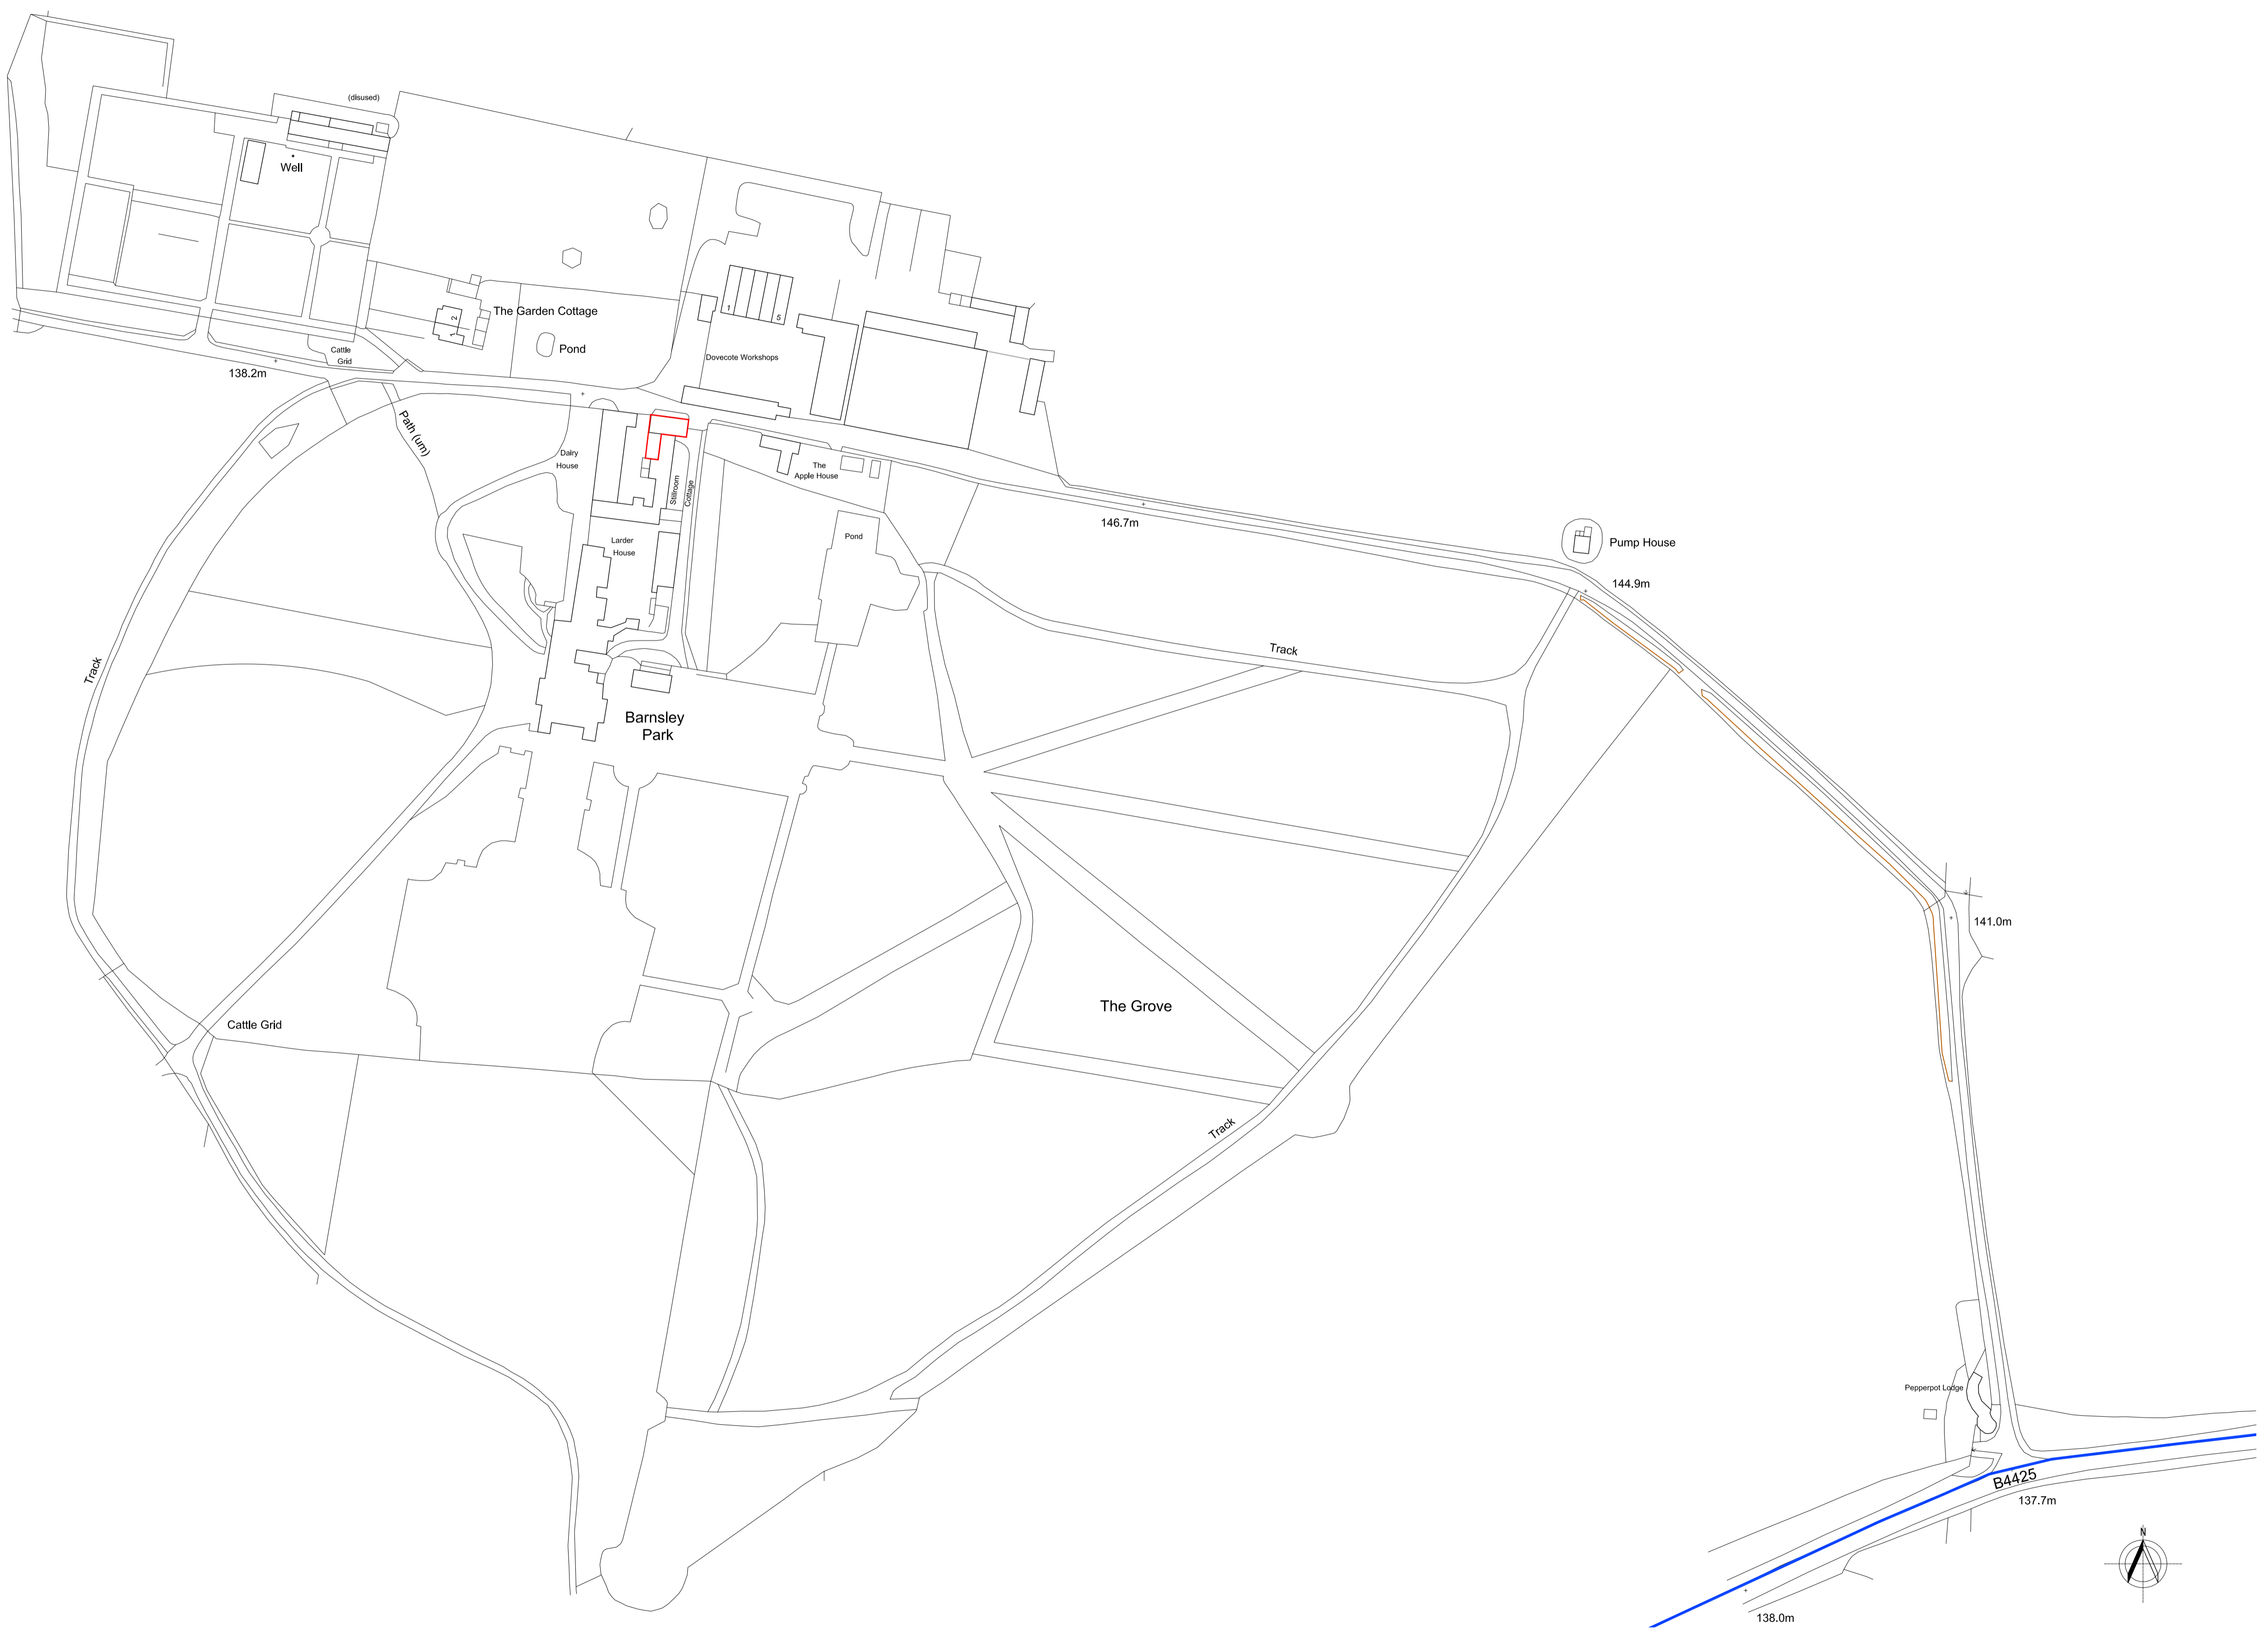 (disused)
Well
The Garden Cottage
1
2
Pond
1
5
Dovecote Workshops
Cattle
Grid
138.2m
Path (um)
Dairy
House
Stillroom
Cottage
The
Apple House
146.7m
Pond
Larder
House
Pump House
144.9m
Track
Track
Barnsley
Park
141.0m
The Grove
Cattle Grid
Track
Pepperpot Lodge
B4425
137.7m
N
138.0m